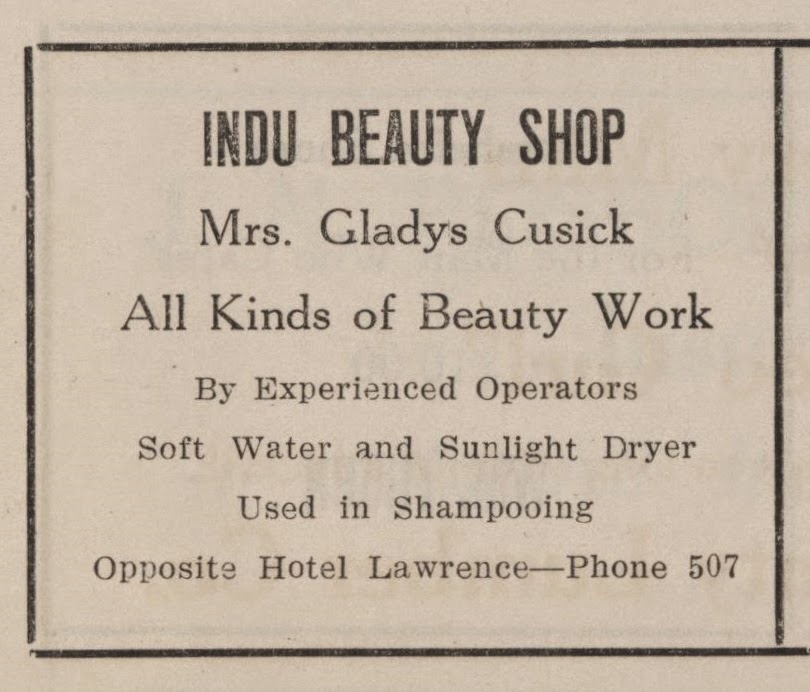 INDU BEAUTY SHOP
Mrs. Gladys Cusick
All Kinds of Beauty Work
By Experienced Operators
Soft Water and Sunlight Dryer
Used in Shampooing
Opposite Hotel Lawrence—Phone 507